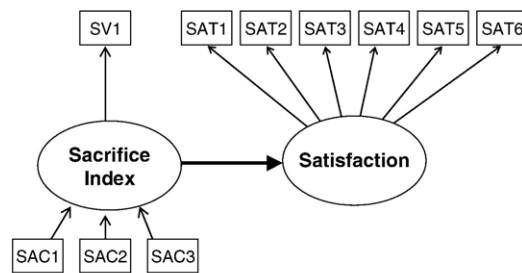 SV1 SAT1 SAT2 SAT3 SAT4 SAT5 SAT6
Sacrifice
Index
Satisfaction
SAC1 SAC2 SAC3